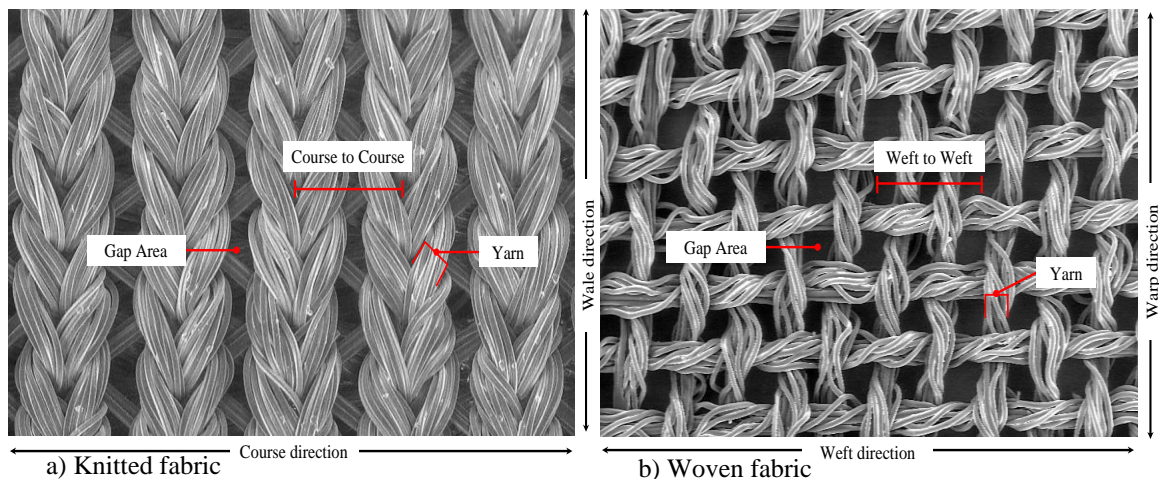 Course to Course
Gap Area
Yarn
Wale direction
Course direction
a) Knitted fabric
Weft to Weft
Gap Area
Yarn
Warp direction
Weft direction
b) Woven fabric